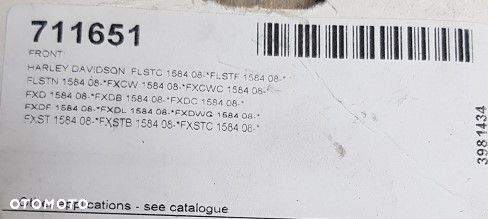 711651
FRONT
HARLEY DAVIDSON FLSTC 1584 08-*FLSTF 1584 08-*
FLSTN 1584 08-*FXCW 1584 08-*FXCWC 1584 08-*
FXD 1584 08-*FXDB 1584 08-*FXDC 1584 08-*
FXDF 1584 08-*FXDL 1584 08-*FXDWG 1584 08-*
FXST 1584 08-*FXSTB 1584 08-*FXSTC 1584 08-*
applications - see catalogue
3981434
OTOMOTO